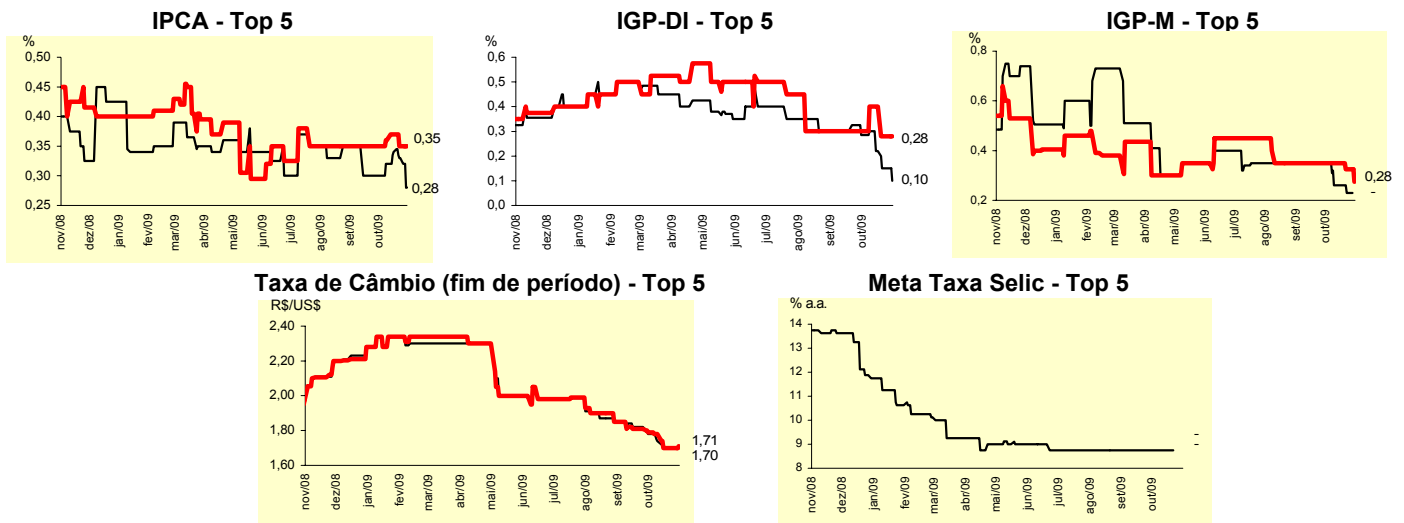 IPCA - Top 5
%
0,50
0,45
0,40
0,35
0,30
0,25
0,35
0,28
nov/08
dez/08
jan/09
fev/09
mar/09
abr/09
mai/09
jun/09
jul/09
ago/09
set/09
out/09
IGP-DI - Top 5
%
0,6
0,5
0,4
0,3
0,2
0,1
0,0
0,28
0,10
nov/08
dez/08
jan/09
fev/09
mar/09
abr/09
mai/09
jun/09
jul/09
ago/09
set/09
out/09
IGP-M - Top 5
%
0,8
0,6
0,4
0,2
0,28
-
nov/08
dez/08
jan/09
fev/09
mar/09
abr/09
mai/09
jun/09
jul/09
ago/09
set/09
out/09
Taxa de Câmbio (fim de período) - Top 5
R$/US$
2,40
2,20
2,00
1,80
1,60
1,71
1,70
nov/08
dez/08
jan/09
fev/09
mar/09
abr/09
mai/09
jun/09
jul/09
ago/09
set/09
out/09
Meta Taxa Selic - Top 5
% a.a.
14
13
12
11
10
9
8
-
-
nov/08
dez/08
jan/09
fev/09
mar/09
abr/09
mai/09
jun/09
jul/09
ago/09
set/09
out/09